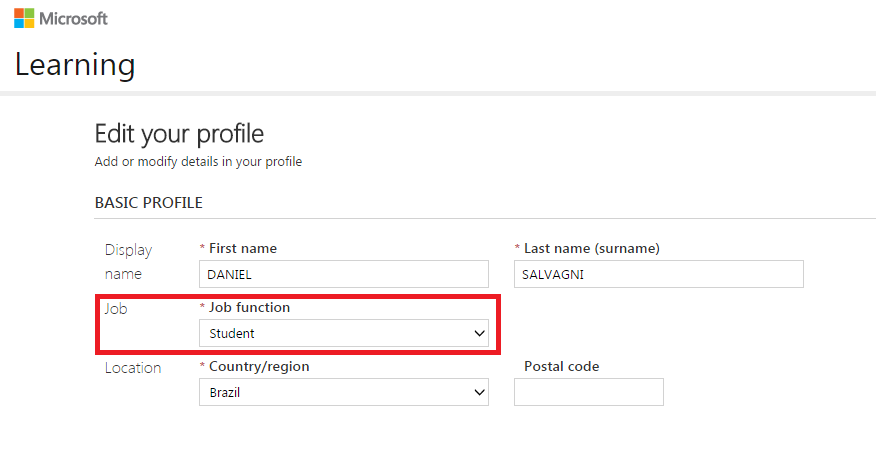 Microsoft
Learning
Edit your profile
Add or modify details in your profile
BASIC PROFILE
Display name
* First name
* Last name (surname)
DANIEL
SALVAGNI
Job
* Job function
Student
Location
* Country/region
Postal code
Brazil